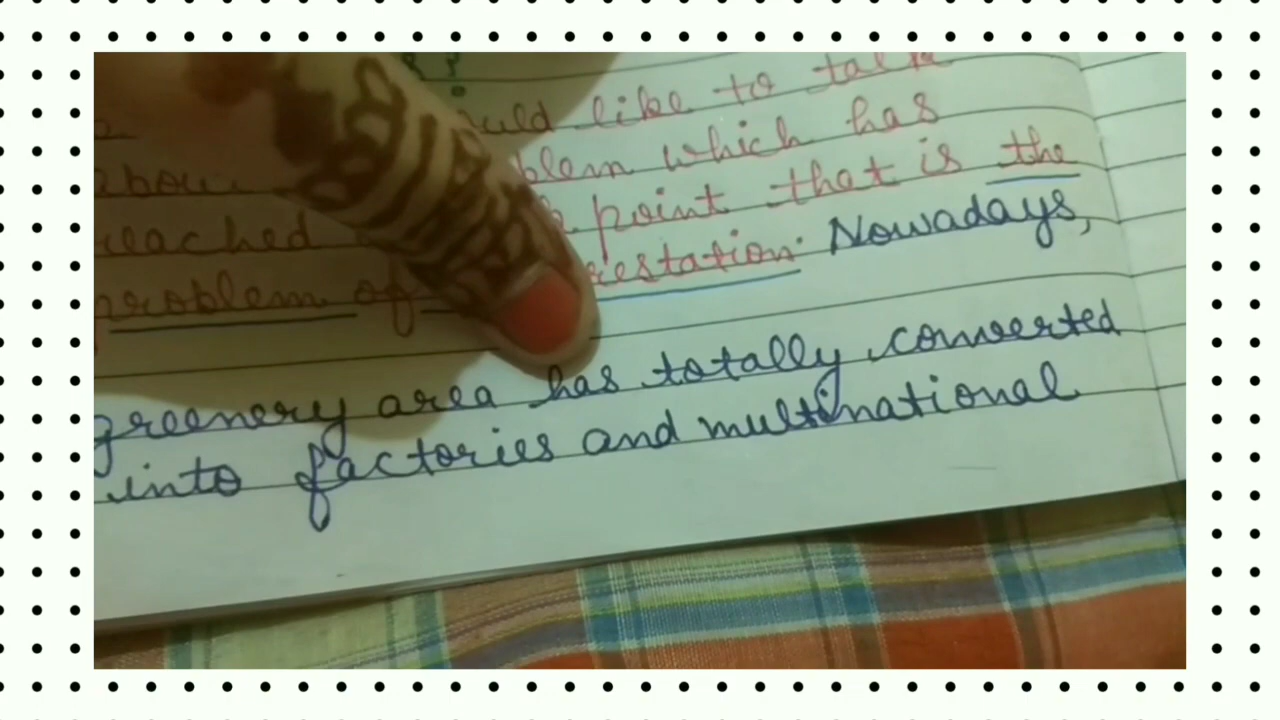 like to talk
which has
reached point that is the
problem of Nowadays,
greenery area has totally converted
into factories and multinational